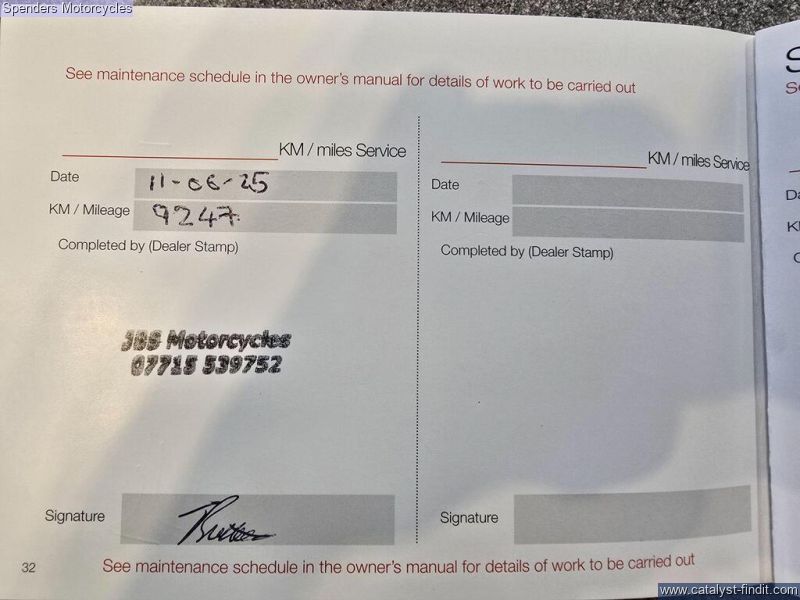 Spenders Motorcycles
See maintenance schedule in the owner's manual for details of work to be carried out
KM / miles Service
Date 11-06-25
KM / Mileage 9247
Completed by (Dealer Stamp)
JBS Motorcycles
07715 539752
Signature
KM / miles Service
Date
KM / Mileage
Completed by (Dealer Stamp)
Signature
32
See maintenance schedule in the owner's manual for details of work to be carried out
www.catalyst-findit.com